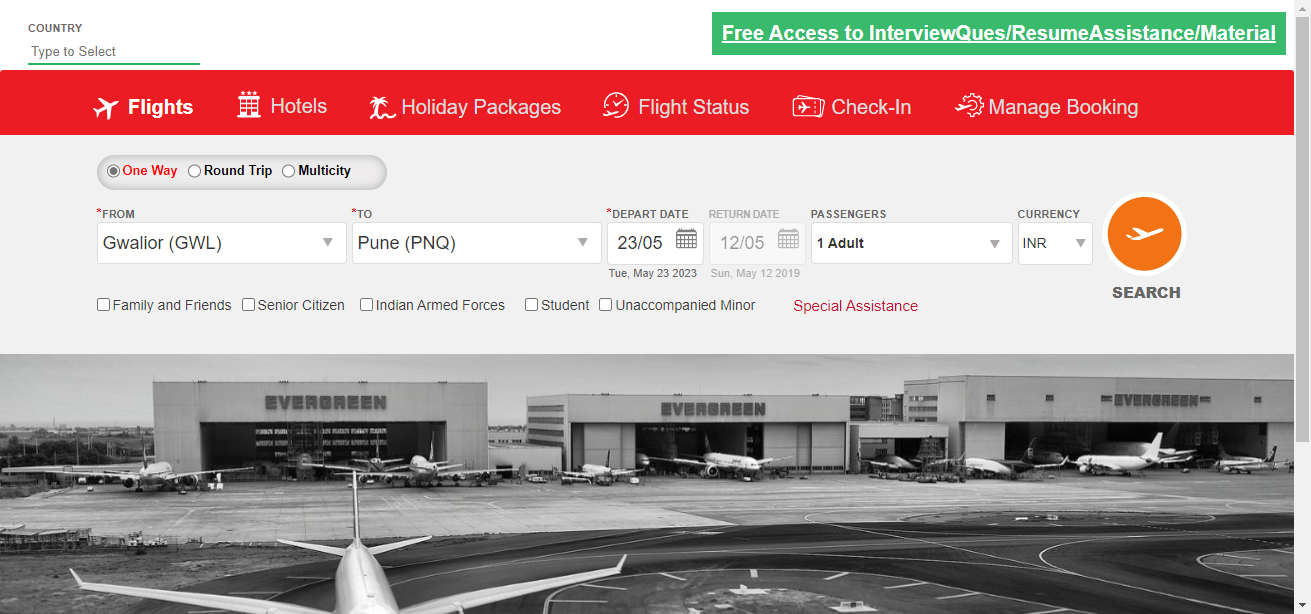 COUNTRY
Type to Select
Free Access to InterviewQues/ResumeAssistance/Material
Flights
Hotels
Holiday Packages
Flight Status
Check-In
Manage Booking
One Way
Round Trip
Multicity
*FROM
*TO
*DEPART DATE
RETURN DATE
PASSENGERS
CURRENCY
Gwalior (GWL)
Pune (PNQ)
23/05
12/05
1 Adult
INR
Tue, May 23 2023
Sun, May 12 2019
SEARCH
Family and Friends
Senior Citizen
Indian Armed Forces
Student
Unaccompanied Minor
Special Assistance
EVERGREEN
EVERGREEN
EVERGREEN